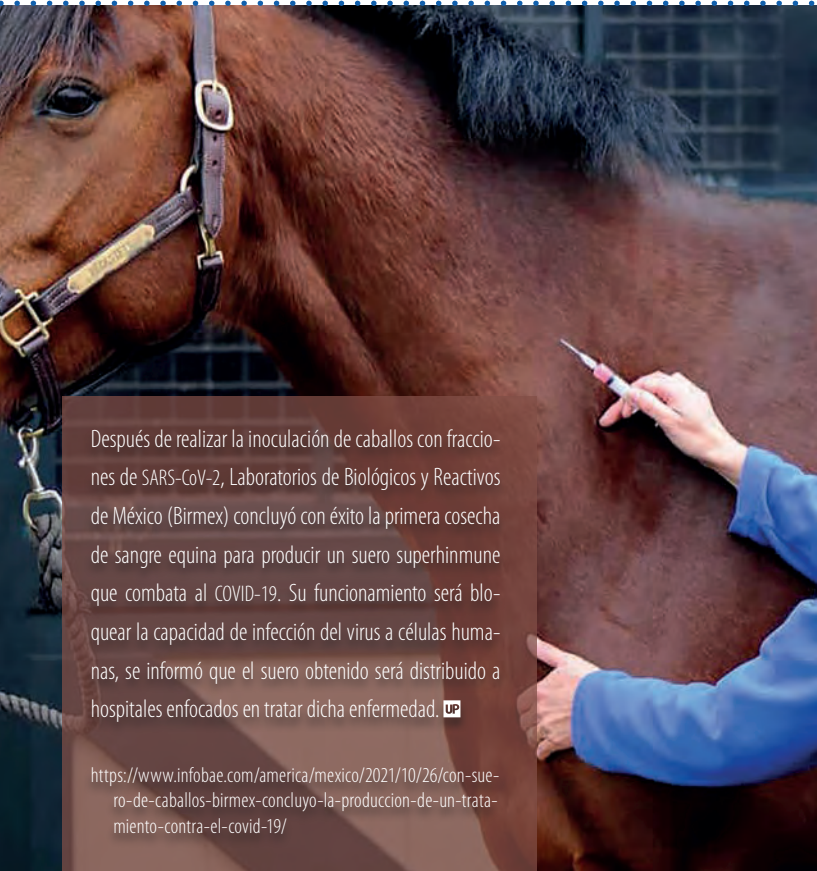 Después de realizar la inoculación de caballos con fraccio-
nes de SARS-CoV-2, Laboratorios de Biológicos y Reactivos
de México (Birmex) concluyó con éxito la primera cosecha
de sangre equina para producir un suero superhinmune
que combata al COVID-19. Su funcionamiento será blo-
quear la capacidad de infección del virus a células huma-
nas, se informó que el suero obtenido será distribuido a
hospitales enfocados en tratar dicha enfermedad. UP
https://www.infobae.com/america/mexico/2021/10/26/con-sue-
ro-de-caballos-birmex-concluyo-la-produccion-de-un-trata-
miento-contra-el-covid-19/